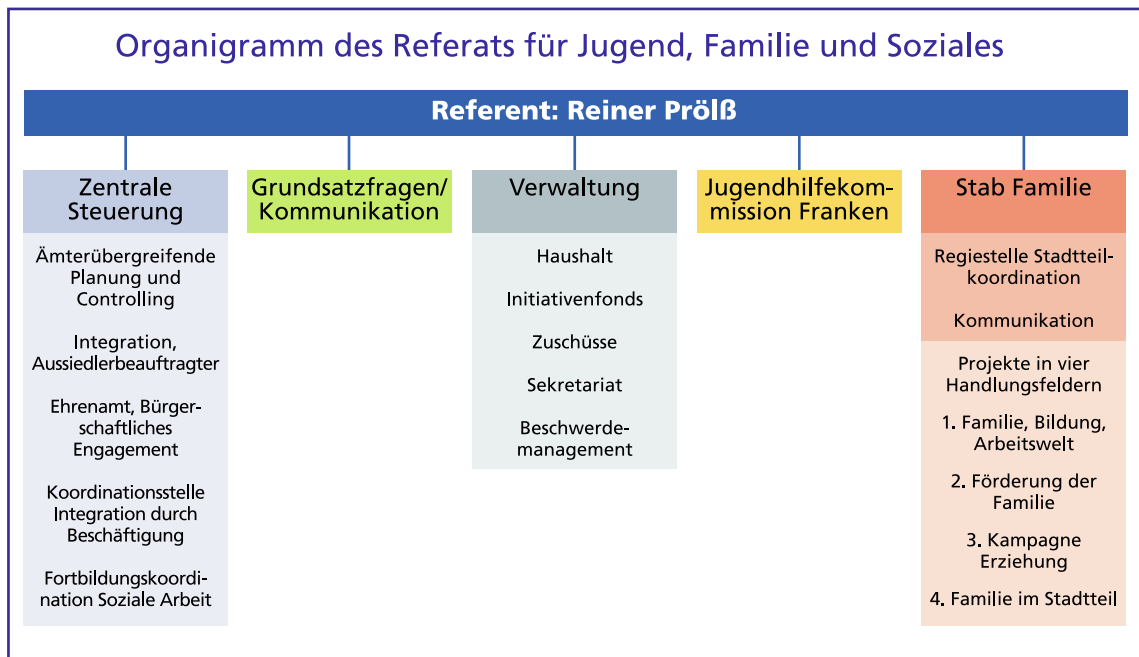 Organigramm des Referats für Jugend, Familie und Soziales
Referent: Reiner Prölß
Zentrale
Steuerung
Ämterübergreifende
Planung und
Controlling
Integration,
Aussiedlerbeauftragter
Ehrenamt, Bürger-
schaftliches
Engagement
Koordinationsstelle
Integration durch
Beschäftigung
Fortbildungskoordi-
nation Soziale Arbeit
Grundsatzfragen/
Kommunikation
Verwaltung
Haushalt
Initiativenfonds
Zuschüsse
Sekretariat
Beschwerde-
management
Jugendhilfekom-
mission Franken
Stab Familie
Regiestelle Stadtteil-
koordination
Kommunikation
Projekte in vier
Handlungsfeldern
1. Familie, Bildung,
Arbeitswelt
2. Förderung der
Familie
3. Kampagne
Erziehung
4. Familie im Stadtteil